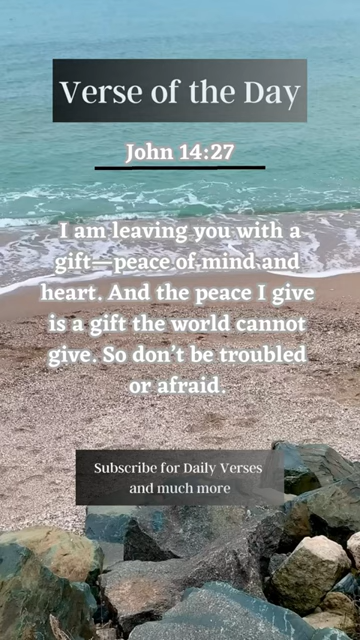 Verse of the Day
John 14:27
I am leaving you with a
gift—peace of mind and
heart. And the peace I give
is a gift the world cannot
give. So don't be troubled
or afraid.
Subscribe for Daily Verses
and much more